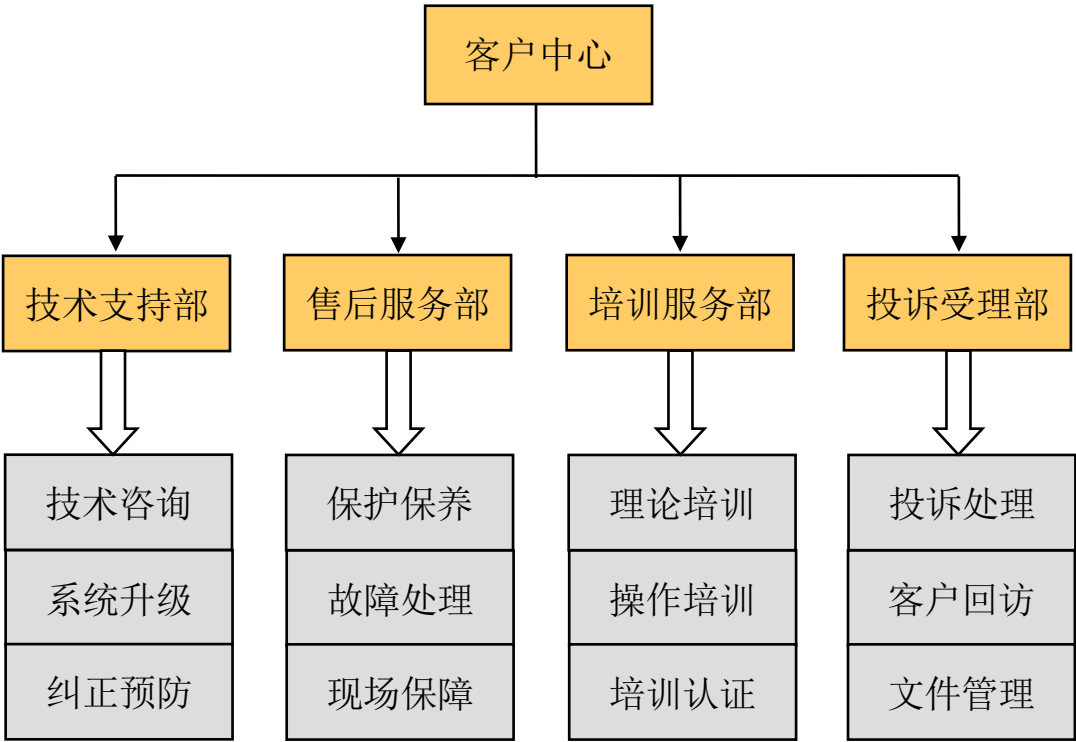 客户中心
技术支持部
售后服务部
培训服务部
投诉受理部
技术咨询
保护保养
理论培训
投诉处理
系统升级
故障处理
操作培训
客户回访
纠正预防
现场保障
培训认证
文件管理